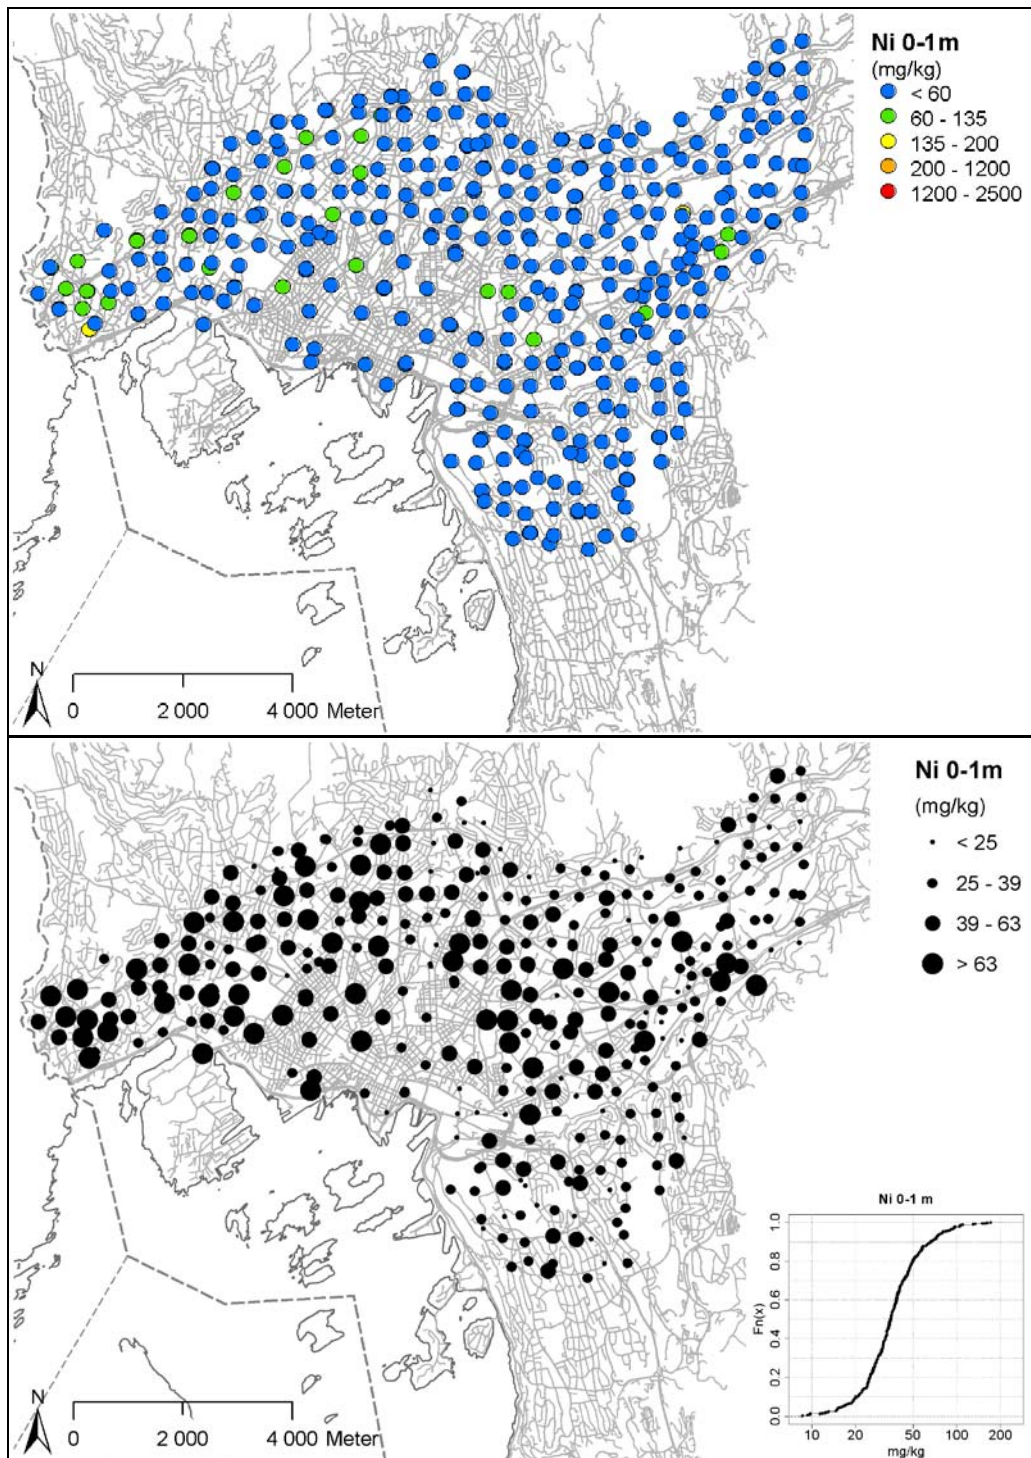 Ni 0-1m
(mg/kg)
< 60
60 - 135
135 - 200
200 - 1200
1200 - 2500
N
0 2 000 4 000 Meter
Ni 0-1m
(mg/kg)
< 25
25 - 39
39 - 63
> 63
Ni 0-1 m
Fn(x)
1.0
0.8
0.6
0.4
0.2
0.0
10 20 50 100 200
mg/kg
N
0 2 000 4 000 Meter